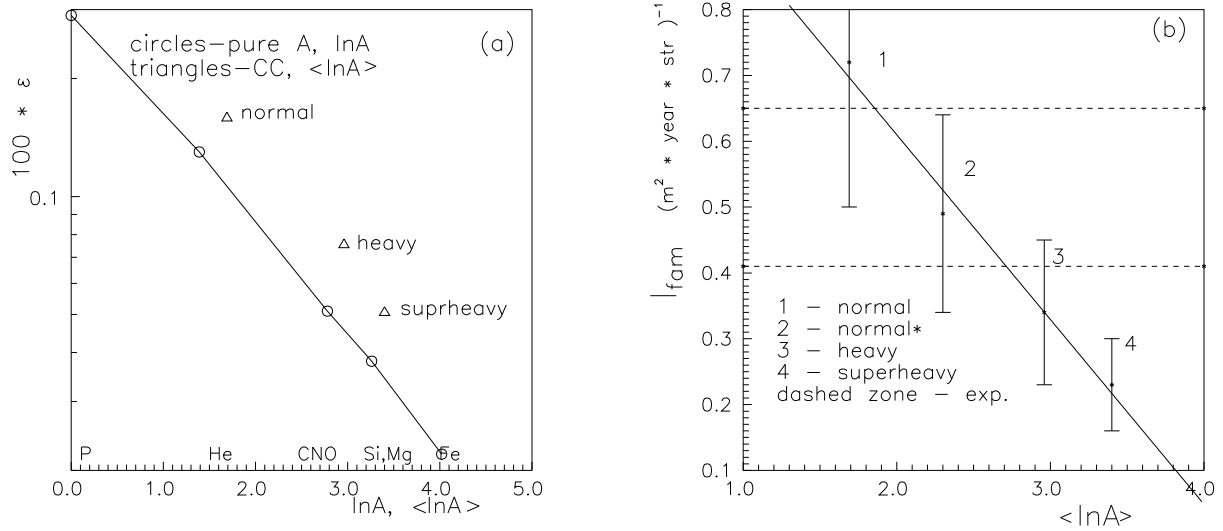 (a)
circles–pure A, lnA
triangles–CC, <lnA>
100 * ε
normal
0.1
heavy
suprheavy
P He CNO Si,Mg Fe
0.0 1.0 2.0 3.0 4.0 5.0
lnA, <lnA>
(b)
I fam (m² * year * str )⁻¹
0.8
0.7
0.6
0.5
0.4
0.3
0.2
0.1
1
2
3
4
1 – normal
2 – normal*
3 – heavy
4 – superheavy
dashed zone – exp.
1.0 2.0 3.0 4.0
<lnA>